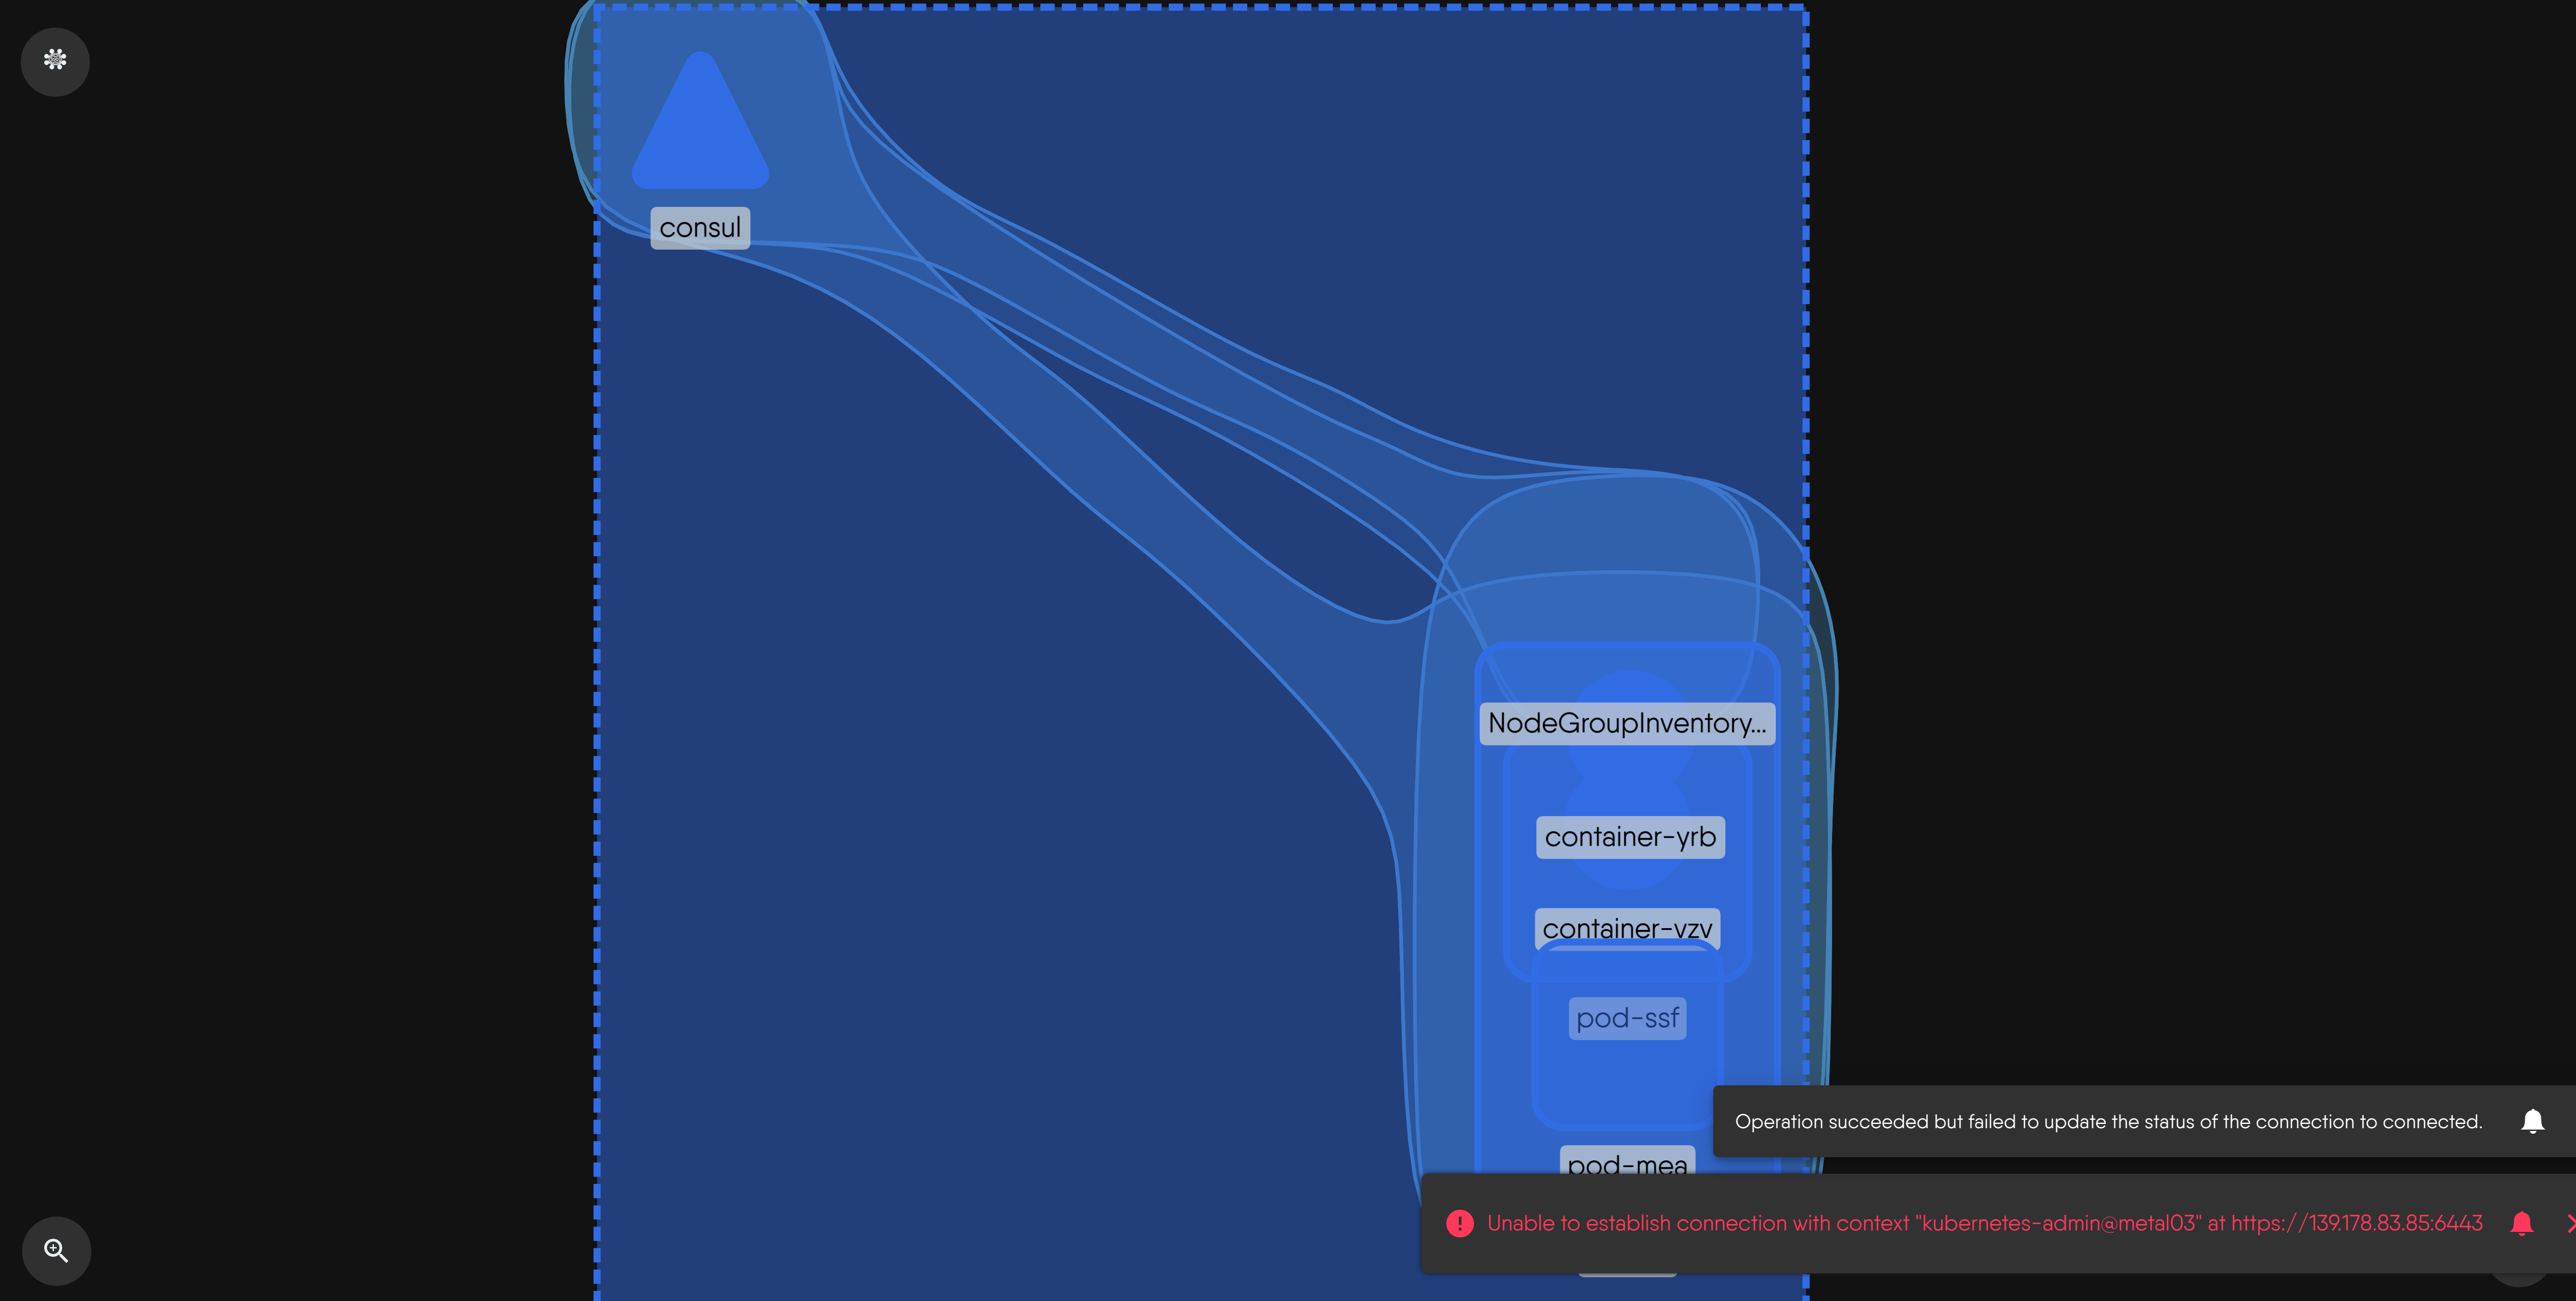 consul
NodeGroupInventory...
container-yrb
container-vzv
pod-ssf
pod-mea
Operation succeeded but failed to update the status of the connection to connected.
Unable to establish connection with context "kubernetes-admin@metal03" at https://139.178.83.85:6443